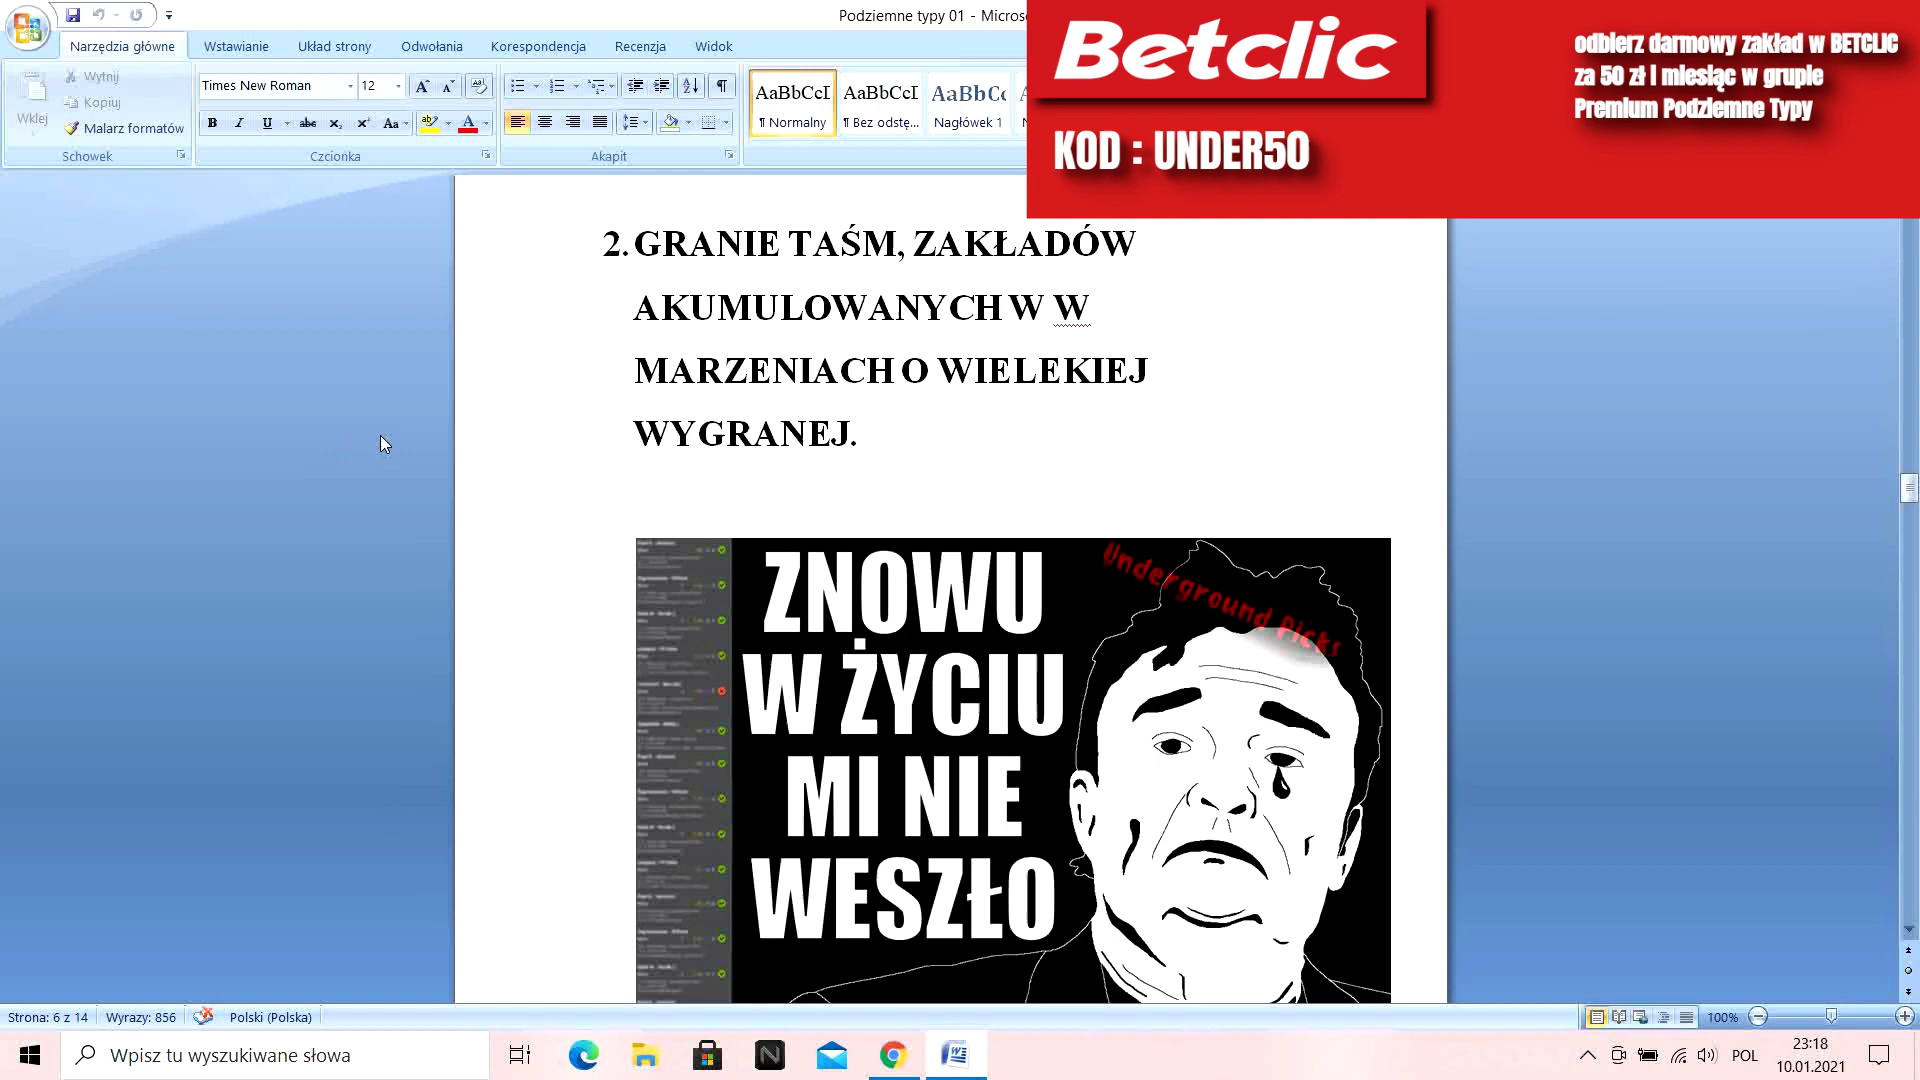 Podziemne typy 01 - Micros
Narzędzia główne
Wstawianie
Układ strony
Odwołania
Korespondencja
Recenzja
Widok
Wklej
Wytnij
Kopiuj
Malarz formatów
Schowek
Times New Roman
12
Czcionka
Akapit
AaBbCcI
AaBbCcI
AaBbCc
¶ Normalny
¶ Bez odstę...
Nagłówek 1
Betclic
KOD : UNDER50
odbierz darmowy zakład w BETCLIC
za 50 zł i miesiąc w grupie
Premium Podziemne Typy
2. GRANIE TAŚM, ZAKŁADÓW
AKUMULOWANYCH W W
MARZENIACH O WIELEKIEJ
WYGRANEJ.
Underground Picks
ZNOWU
W ŻYCIU
MI NIE
WESZŁO
Strona: 6 z 14
Wyrazy: 856
Polski (Polska)
100%
Wpisz tu wyszukiwane słowa
POL
23:18
10.01.2021